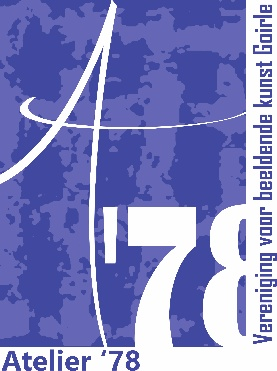 A
'78
Vereniging voor beeldende kunst Goirle
Atelier ‘78